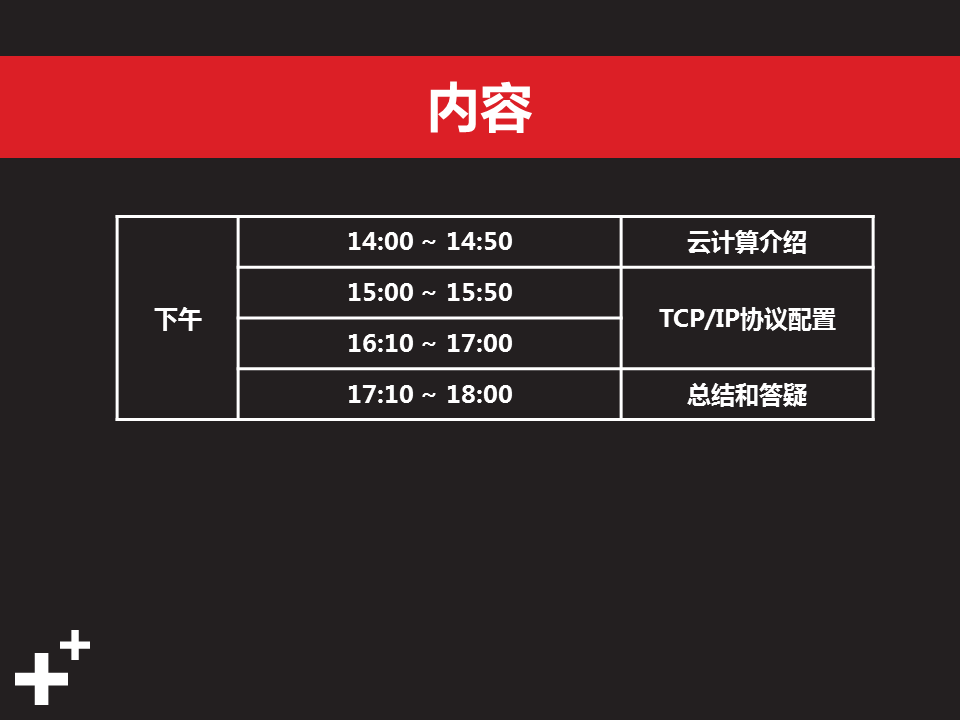 内容
下午
14:00 ~ 14:50
云计算介绍
15:00 ~ 15:50
TCP/IP协议配置
16:10 ~ 17:00
17:10 ~ 18:00
总结和答疑